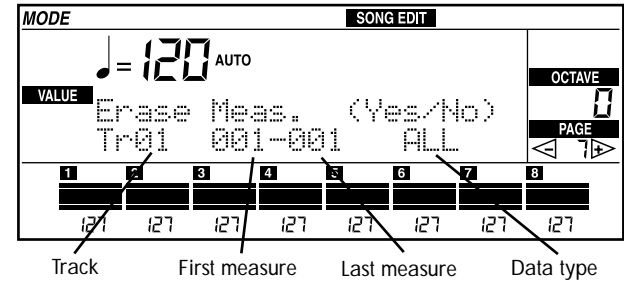 MODE SONG EDIT
♩=120 AUTO
OCTAVE
VALUE
0
Erase Meas. (Yes/No)
PAGE
Tr01 001-001 ALL
- 7 +
1 2 3 4 5 6 7 8
127 127 127 127 127 127 127 127
Track First measure Last measure Data type